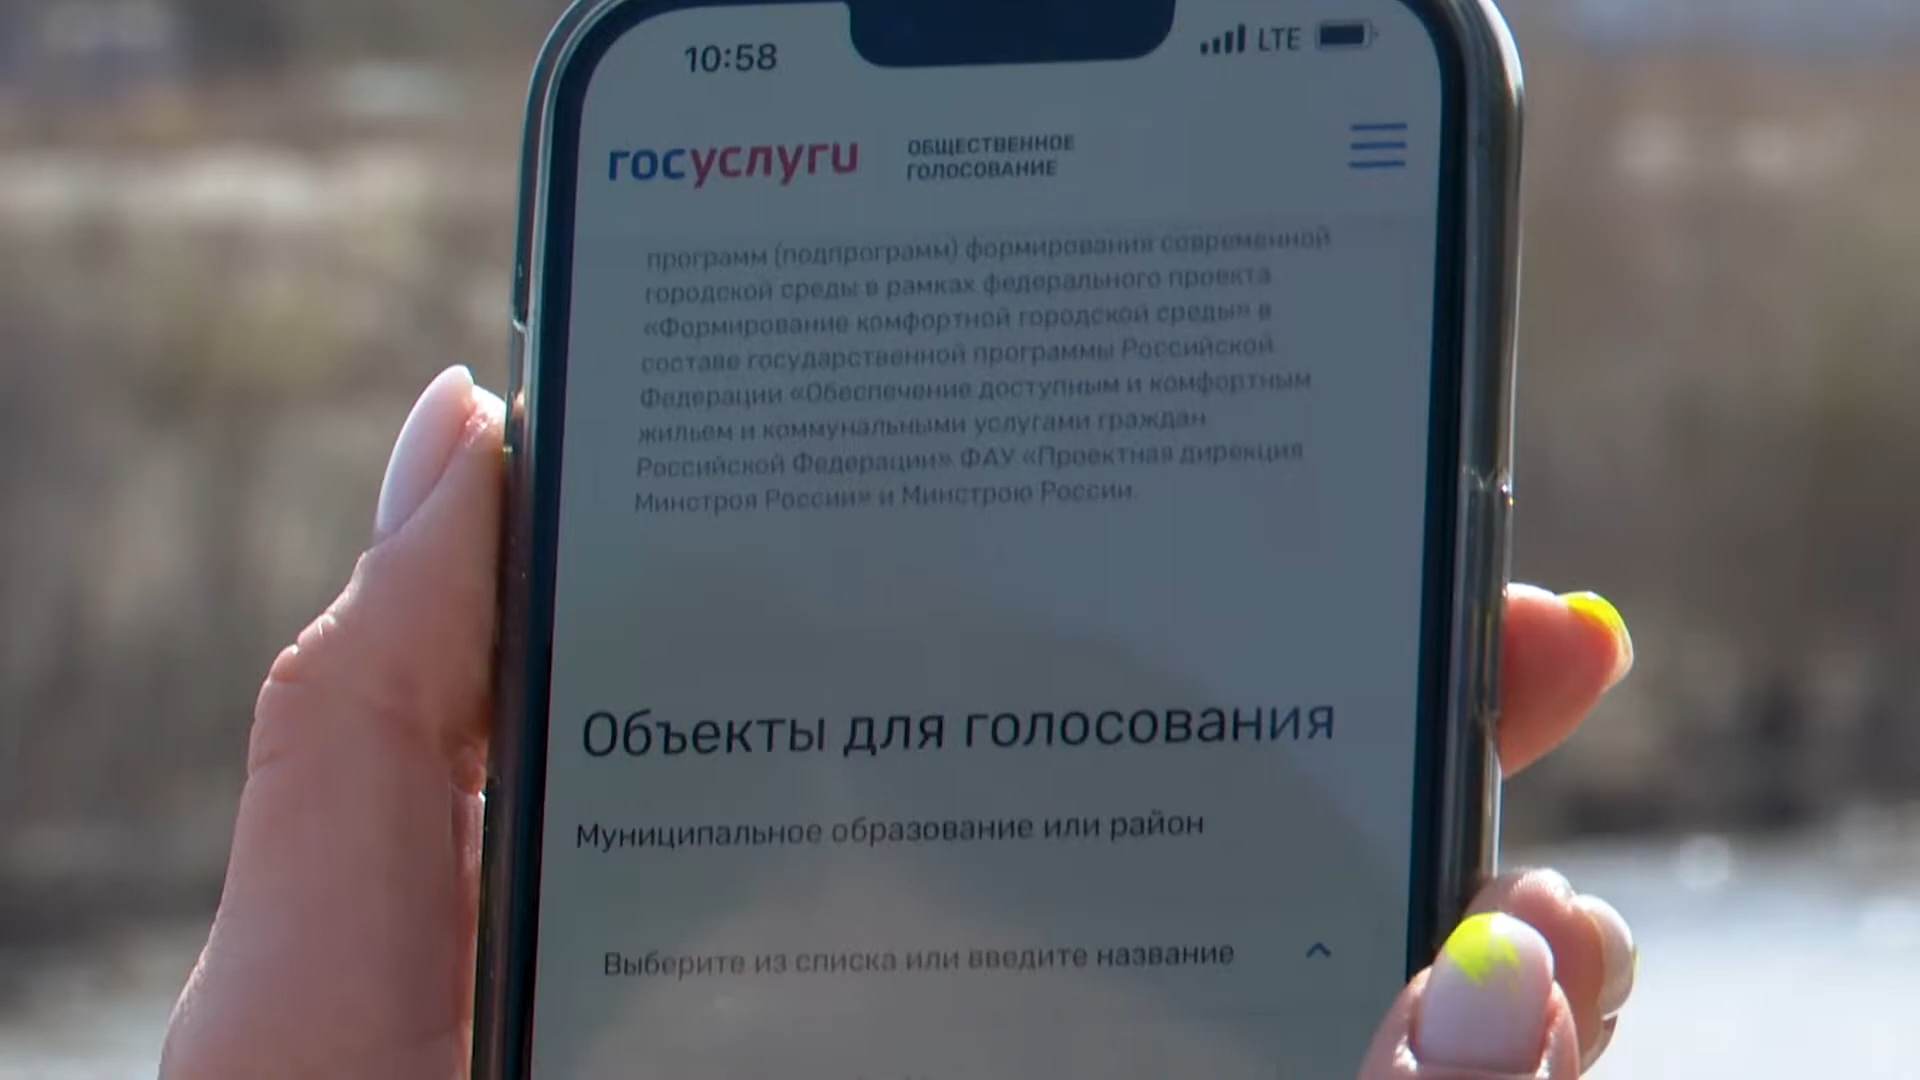 10:58
LTE
госуслуги
ОБЩЕСТВЕННОЕ
ГОЛОСОВАНИЕ
программ (подпрограмм) формирования современной
городской среды в рамках федерального проекта
«Формирование комфортной городской среды» в
составе государственной программы Российской
Федерации «Обеспечение доступным и комфортным
жильем и коммунальными услугами граждан
Российской Федерации» ФАУ «Проектная дирекция
Минстроя России» и Минстрою России.
Объекты для голосования
Муниципальное образование или район
Выберите из списка или введите название